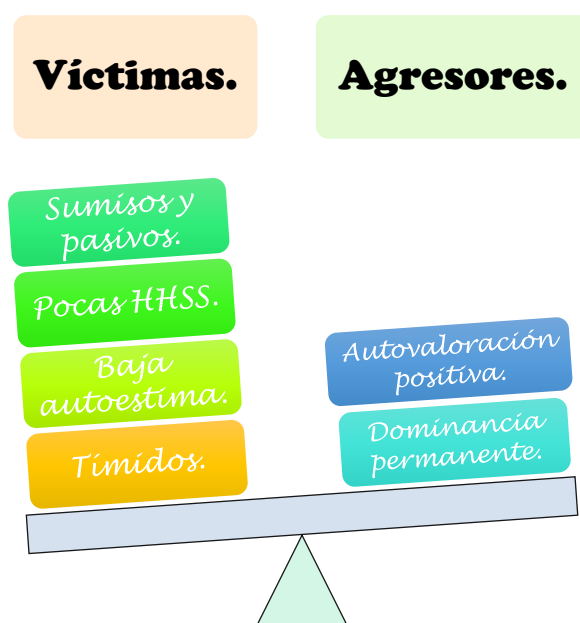 Víctimas.
Agresores.
Sumisos y
pasivos.
Pocas HHSS.
Baja
autoestima.
Tímidos.
Autovaloración
positiva.
Dominancia
permanente.